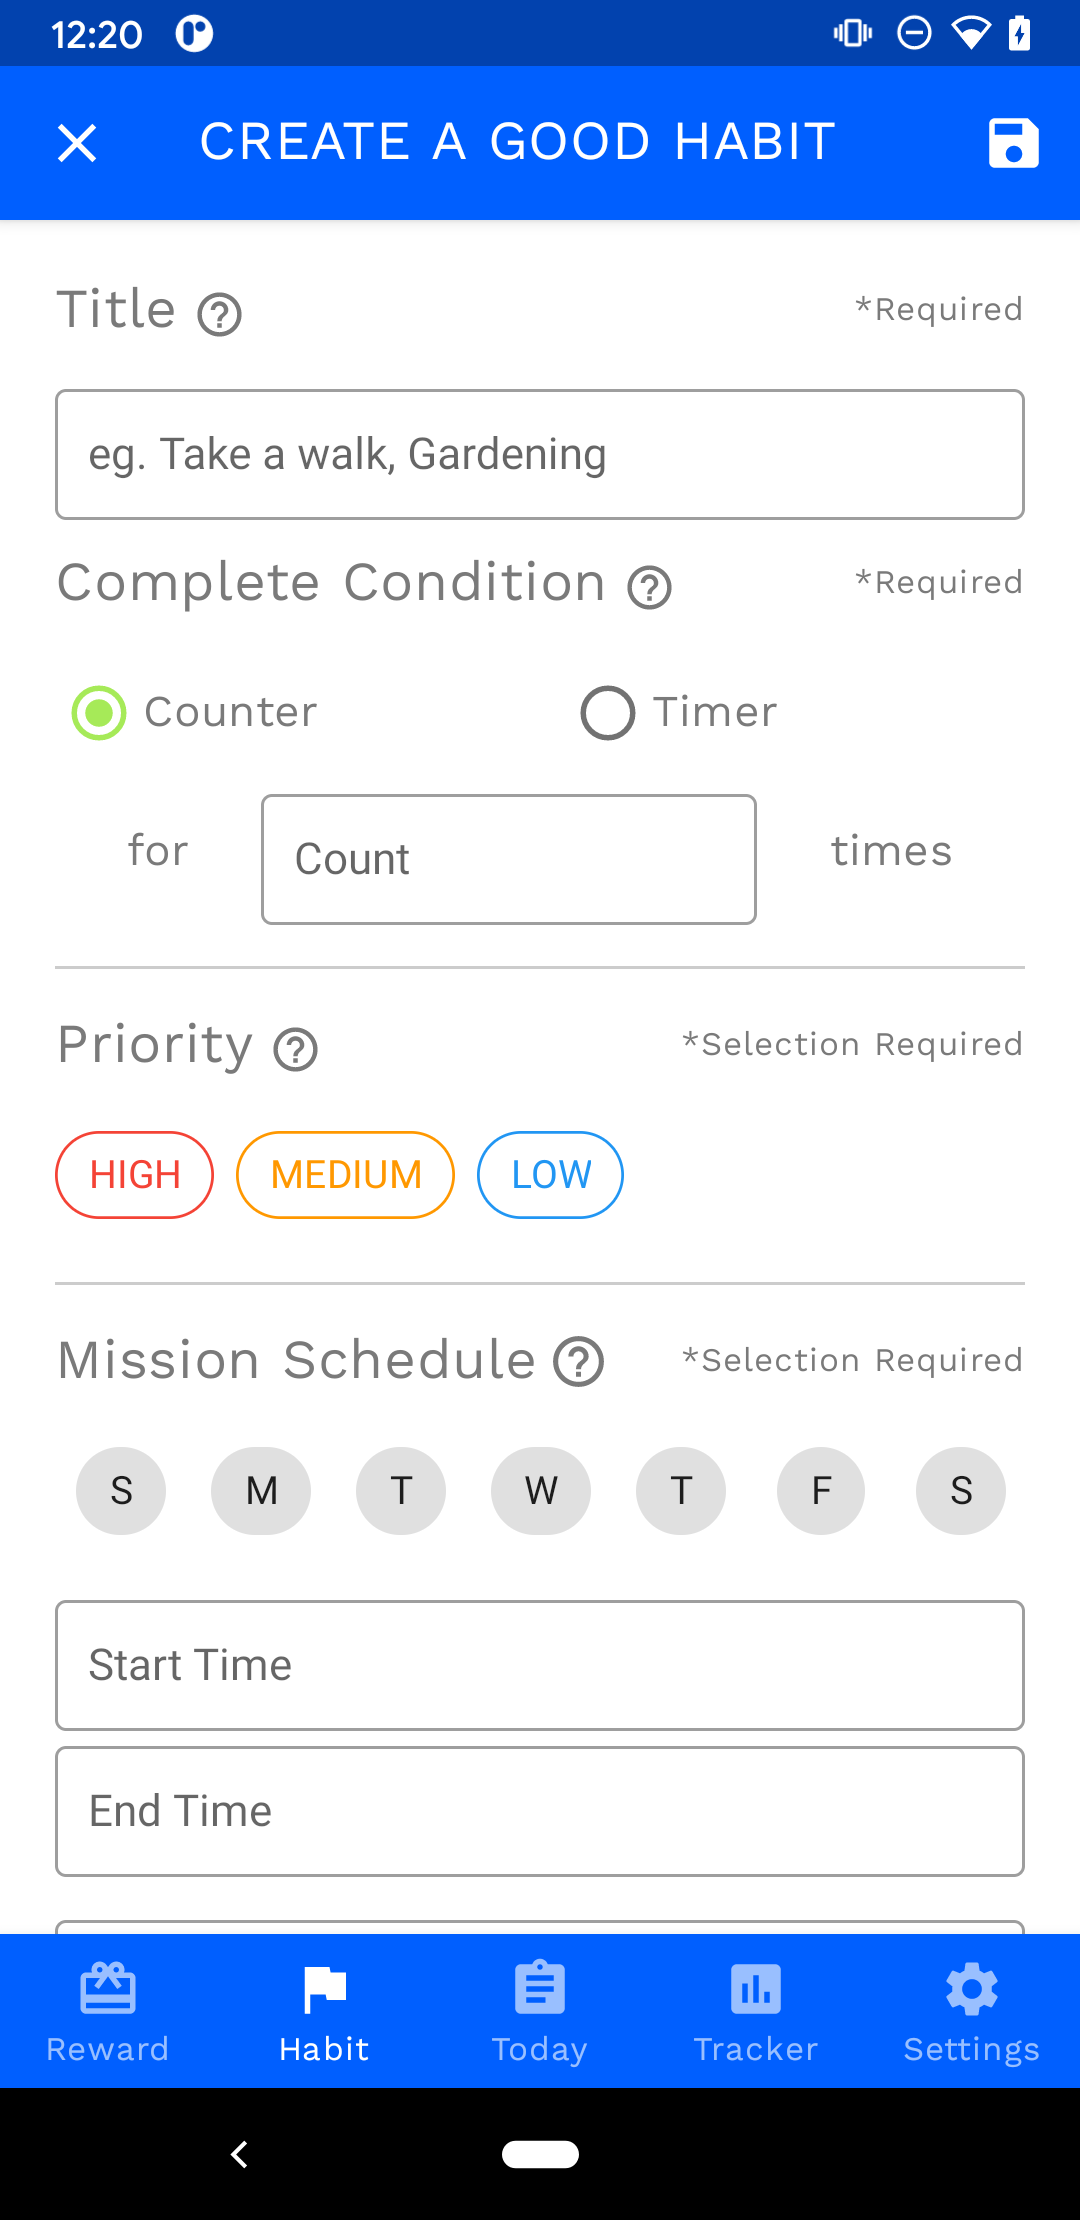 12:20
CREATE A GOOD HABIT
Title *Required
eg. Take a walk, Gardening
Complete Condition *Required
Counter Timer
for Count times
Priority *Selection Required
HIGH MEDIUM LOW
Mission Schedule *Selection Required
S M T W T F S
Start Time
End Time
Reward Habit Today Tracker Settings